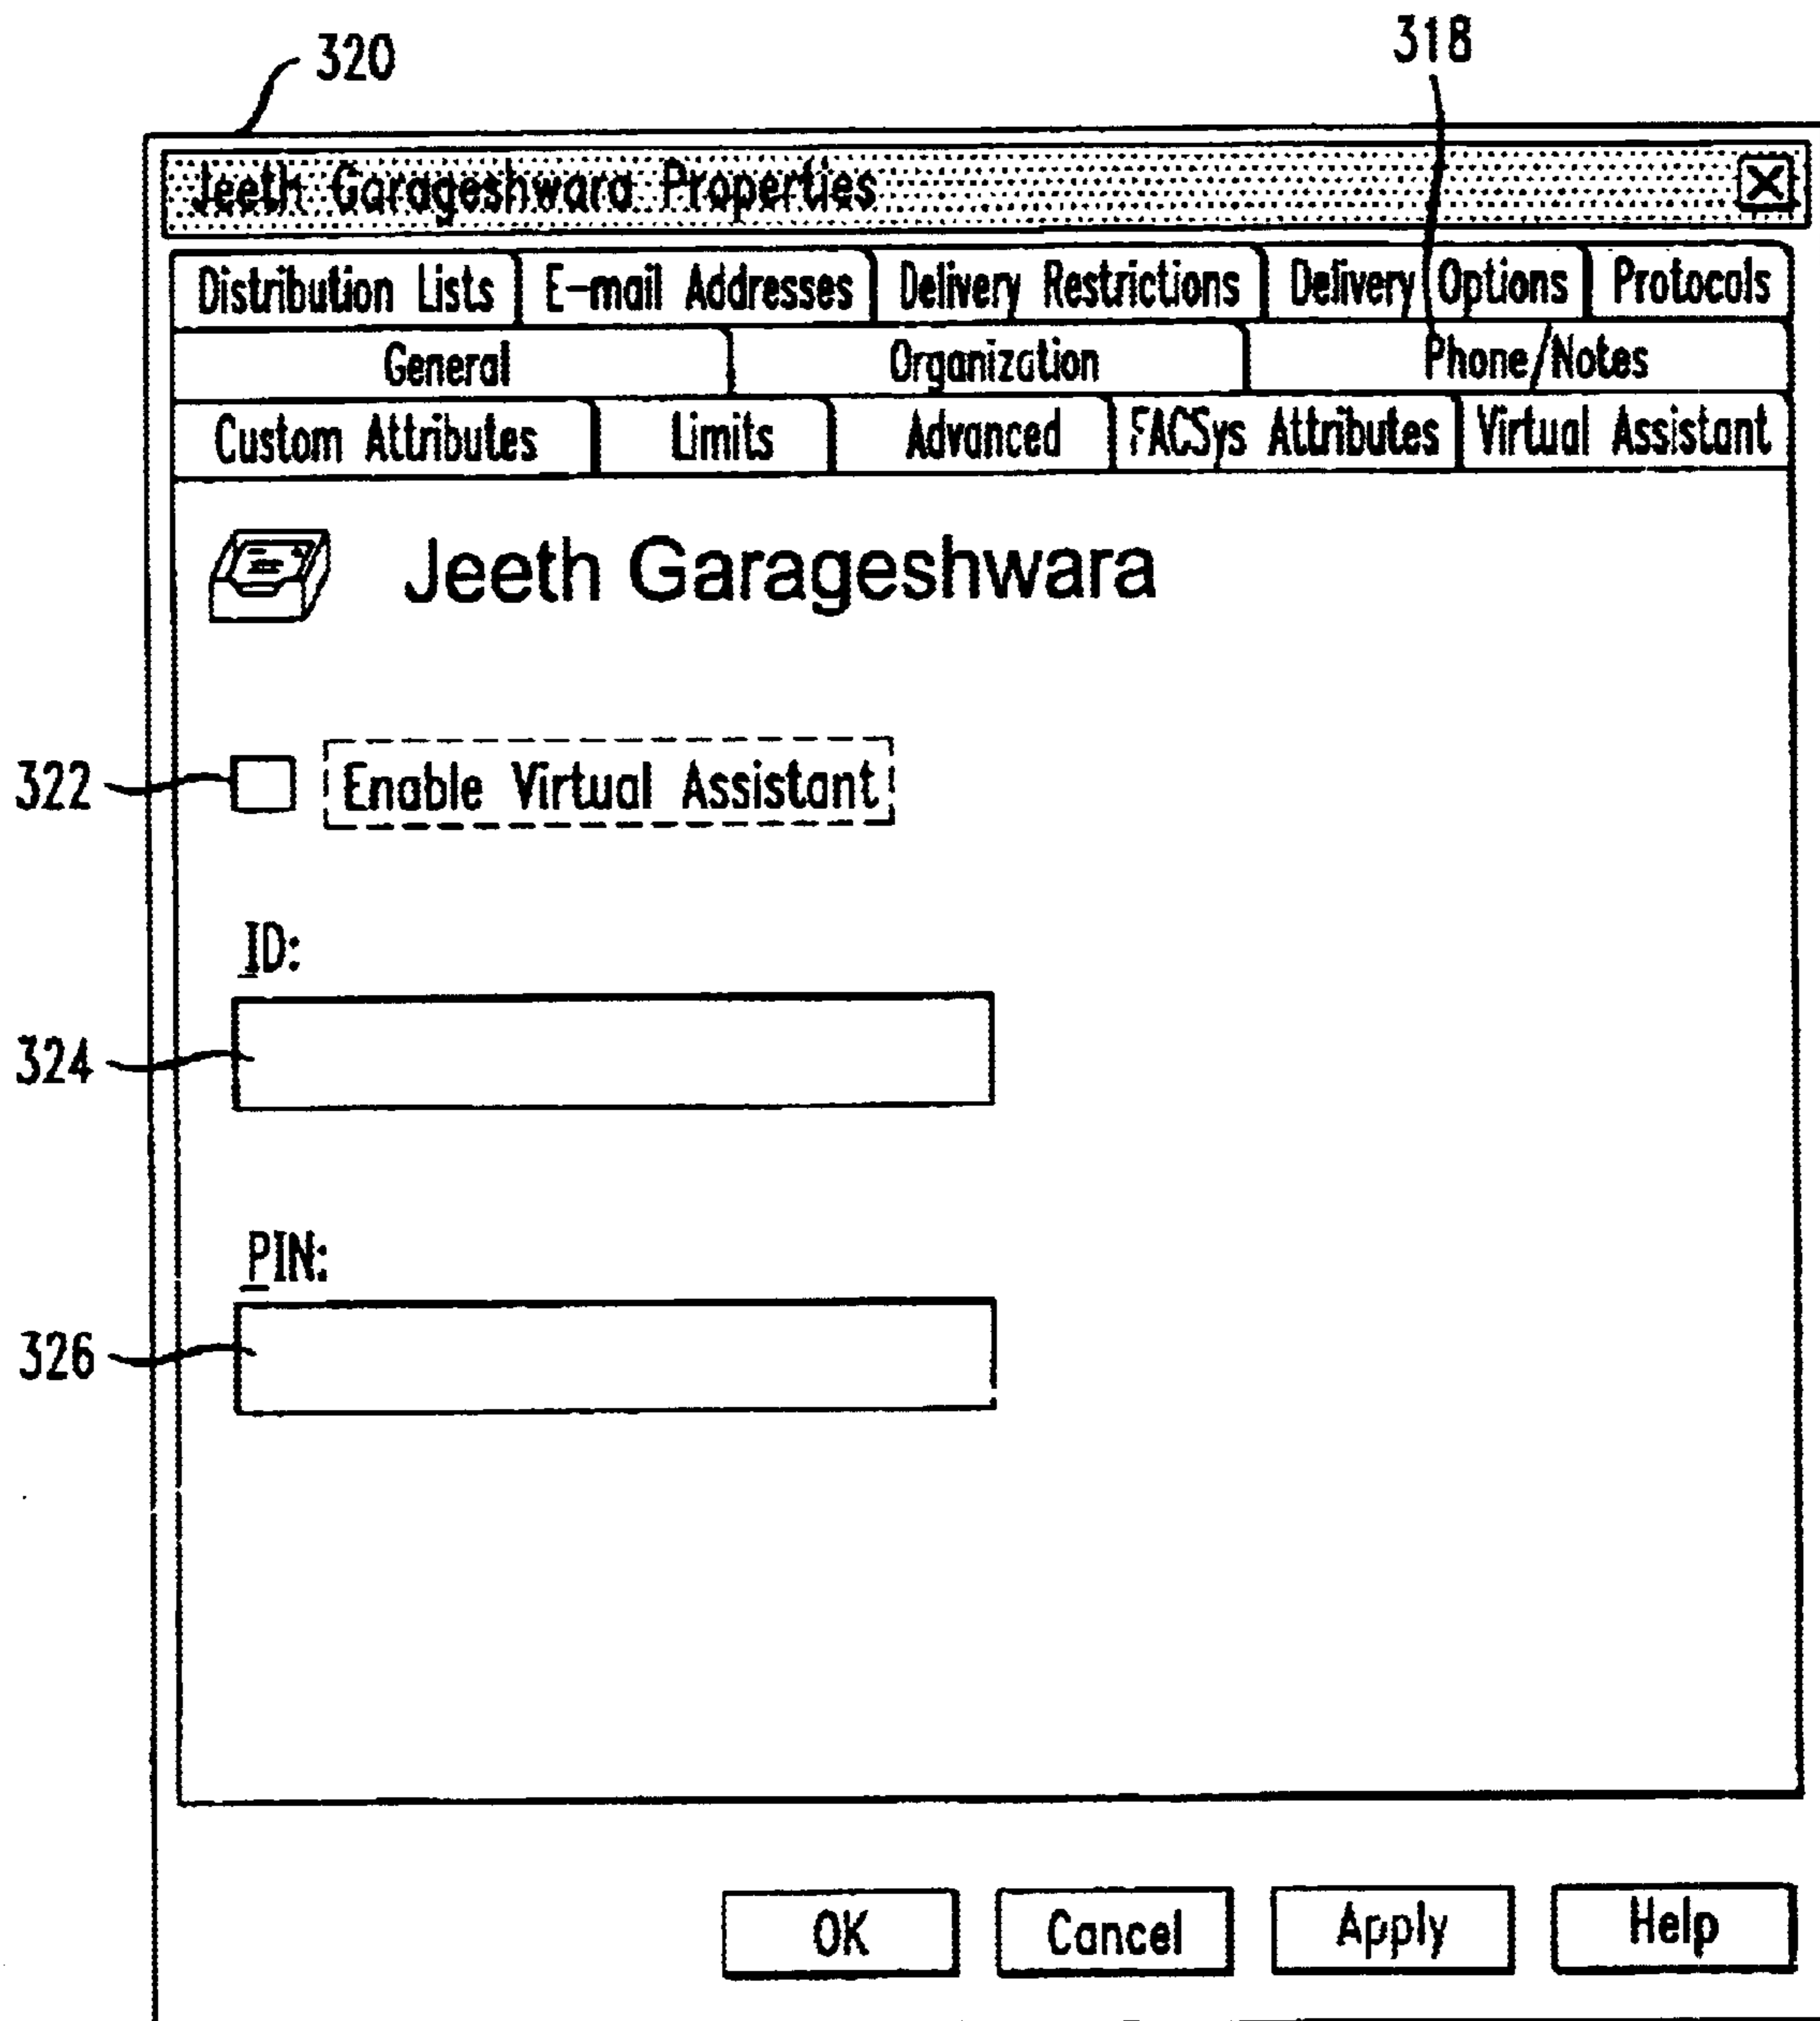 320
318
Jeeth Garageshwara Properties
Distribution Lists E-mail Addresses Delivery Restrictions Delivery Options Protocols
General Organization Phone/Notes
Custom Attributes Limits Advanced FACSys Attributes Virtual Assistant
Jeeth Garageshwara
322
Enable Virtual Assistant
ID:
324
PIN:
326
OK Cancel Apply Help